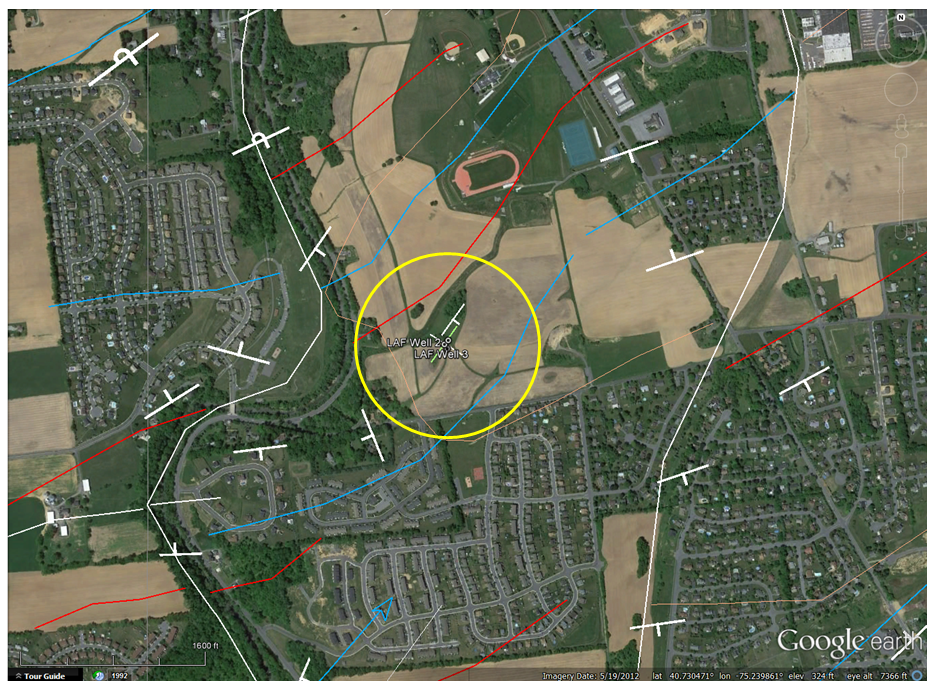 N
LAF Well 2
LAF Well 3
1600 ft
Google earth
Tour Guide
1992
Imagery Date: 5/19/2012 lat 40.730471° lon -75.239861° elev 324 ft eye alt 7366 ft